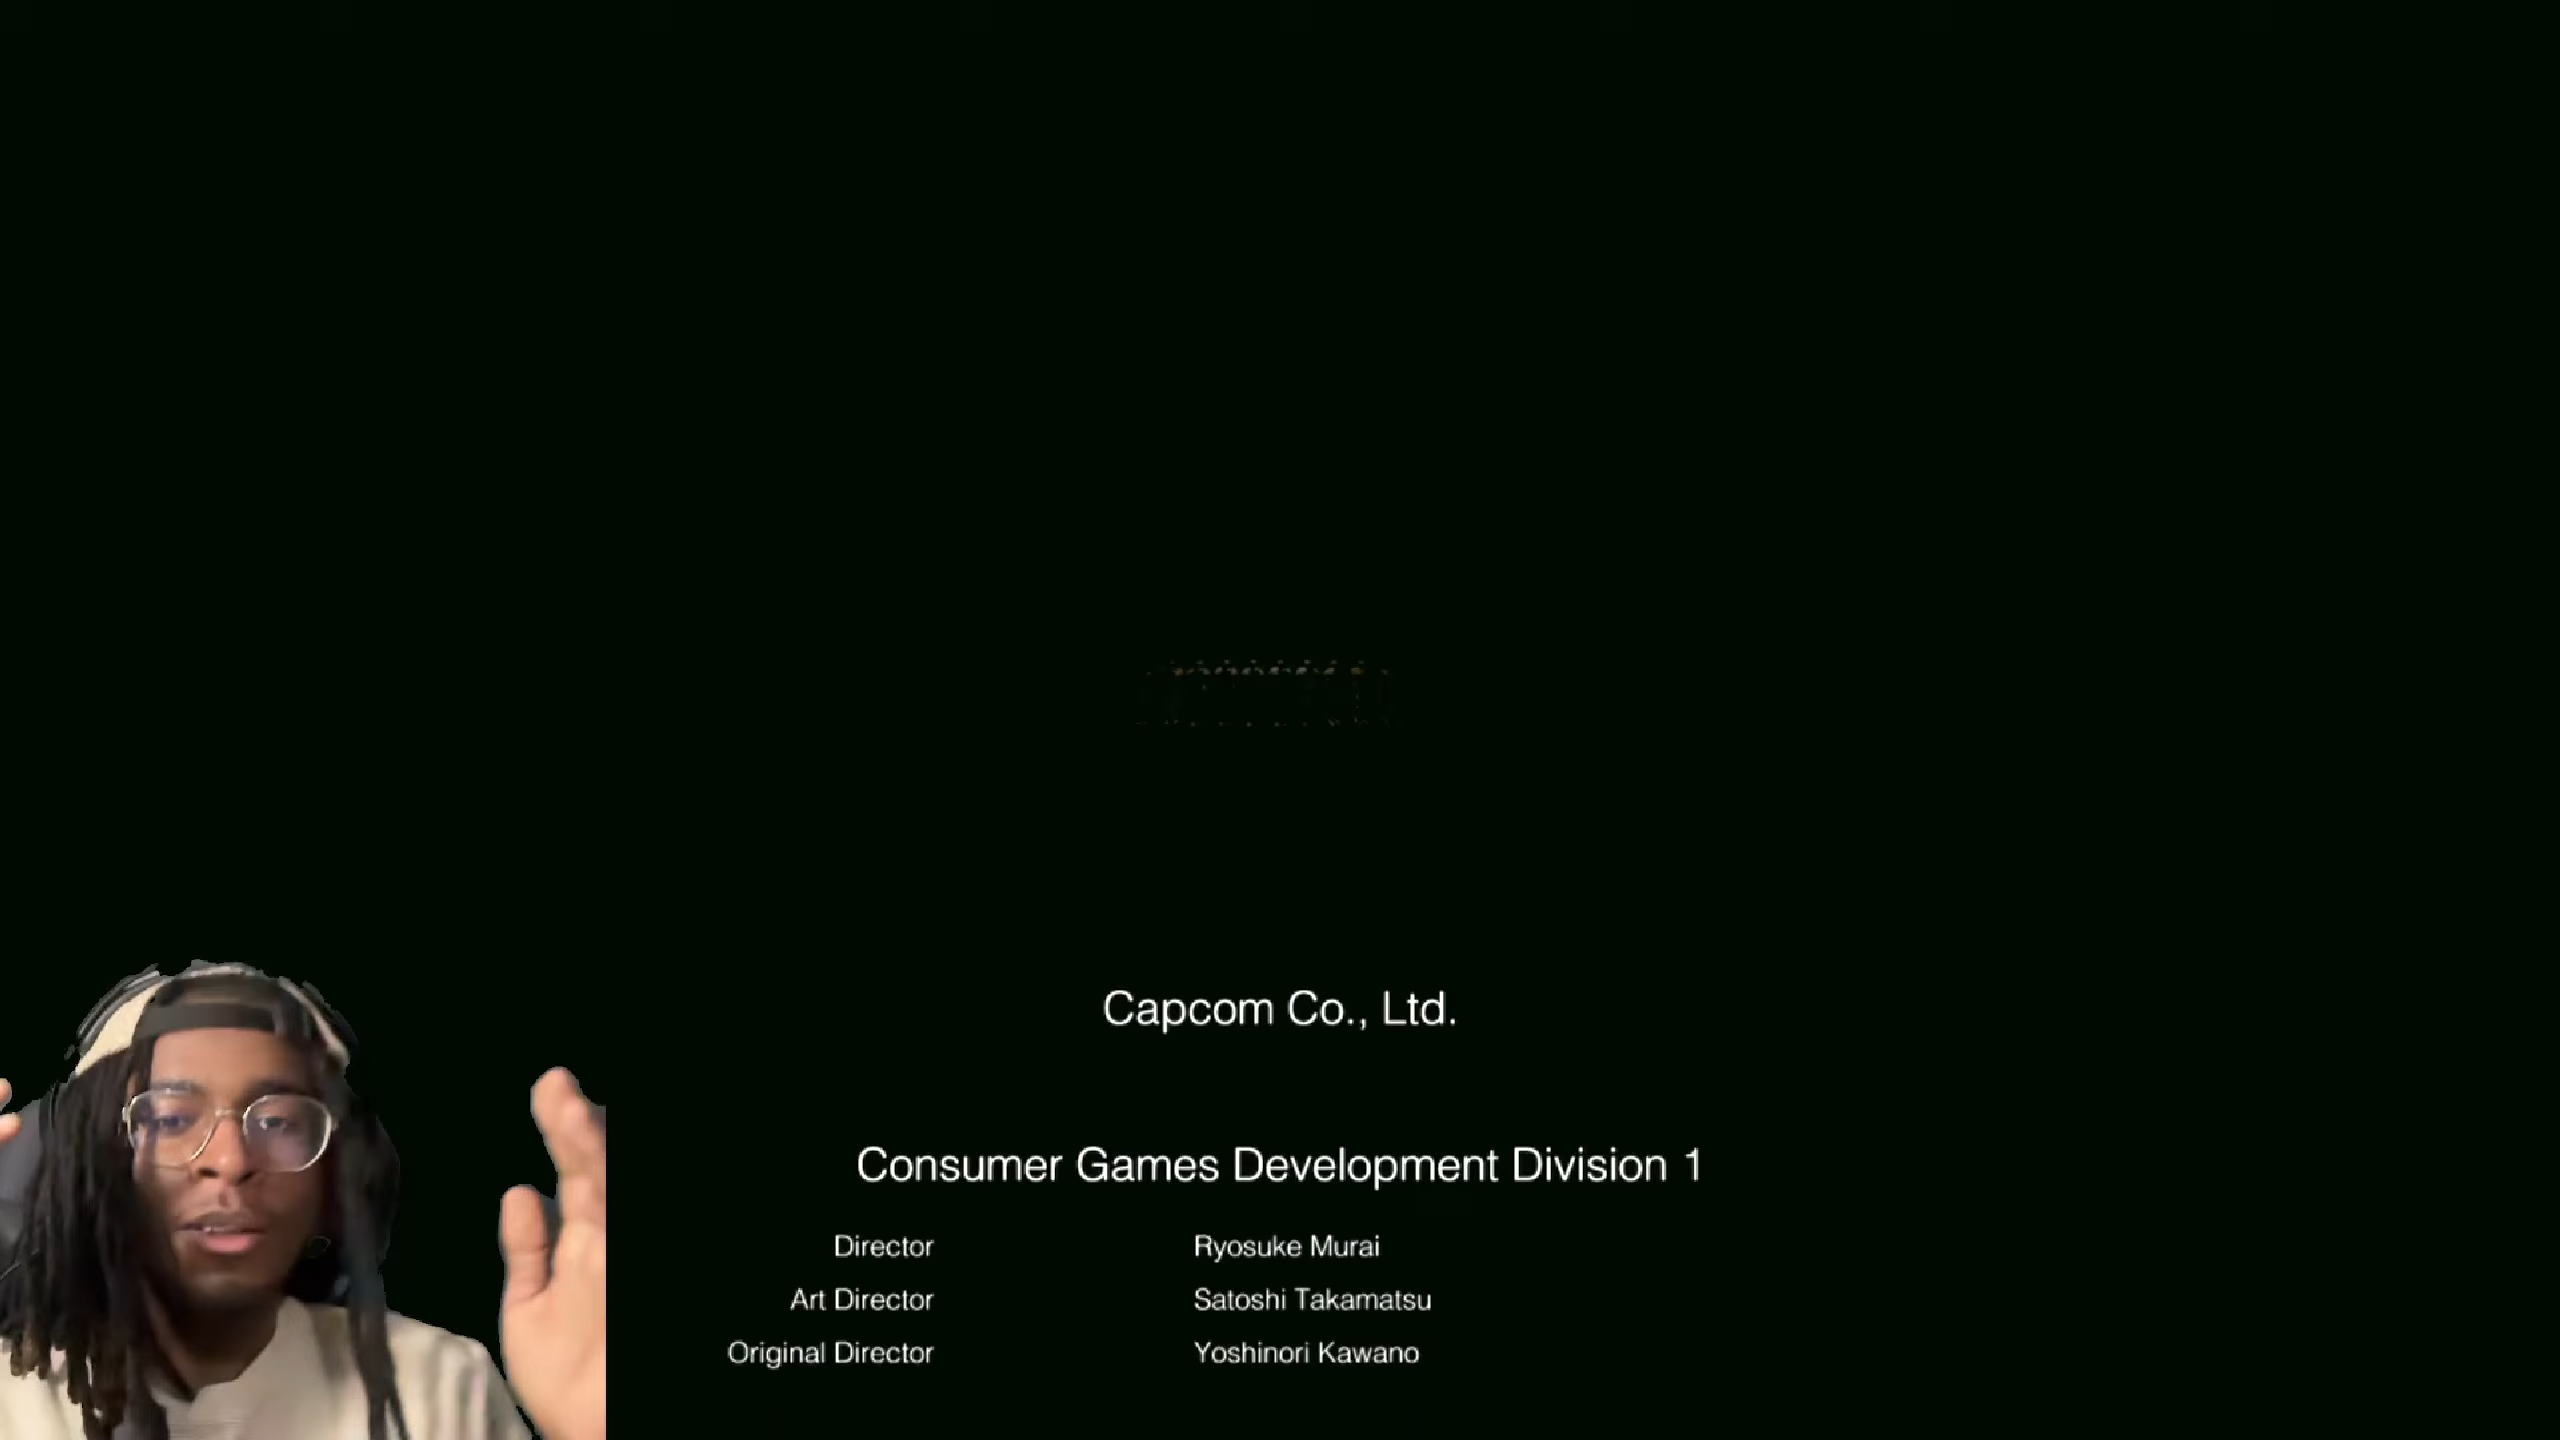 Capcom Co., Ltd.
Consumer Games Development Division 1
Director Ryosuke Murai
Art Director Satoshi Takamatsu
Original Director Yoshinori Kawano